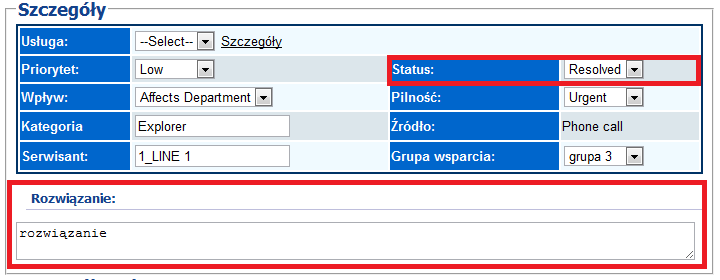 Szczegóły
Usługa: --Select-- Szczegóły
Priorytet: Low Status: Resolved
Wpływ: Affects Department Pilność: Urgent
Kategoria Explorer Źródło: Phone call
Serwisant: 1_LINE 1 Grupa wsparcia: grupa 3
Rozwiązanie:
rozwiązanie